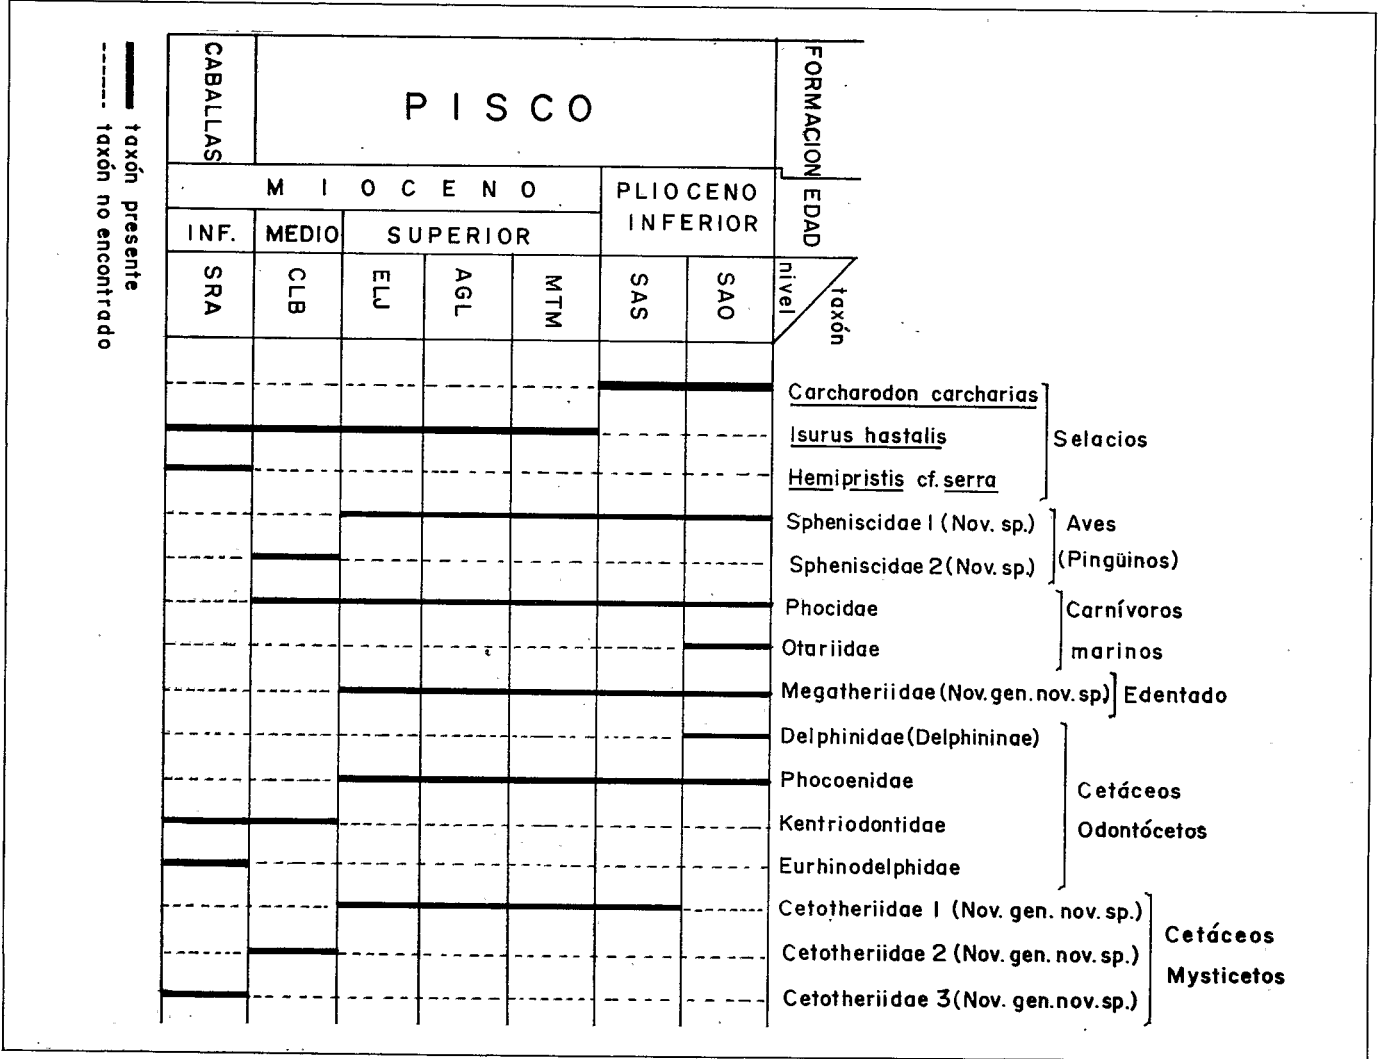 taxón presente
taxón no encontrado
CABALLAS
PISCO
FORMACION
MIOCENO
PLIOCENO
INFERIOR
EDAD
INF.
MEDIO
SUPERIOR
SRA
CLB
ELJ
AGL
MTM
SAS
SAO
nivel
taxón
Carcharodon carcharias
Isurus hastalis
Selacios
Hemipristis cf. serra
Spheniscidae 1 (Nov. sp.)
Aves
Spheniscidae 2 (Nov. sp.)
(Pingüinos)
Phocidae
Carnívoros
Otariidae
marinos
Megatheriidae (Nov. gen. nov. sp)
Edentado
Delphinidae (Delphininae)
Phocoenidae
Cetáceos
Kentriodontidae
Odontócetos
Eurhinodelphidae
Cetotheriidae 1 (Nov. gen. nov. sp.)
Cetáceos
Cetotheriidae 2 (Nov. gen. nov. sp.)
Mysticetos
Cetotheriidae 3 (Nov. gen. nov. sp.)